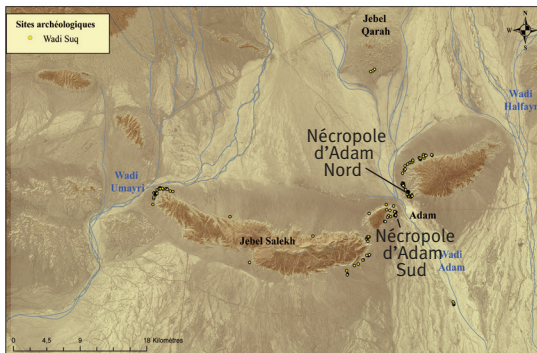 Sites archéologiques
Wadi Suq
Jebel
Qarah
N
W
E
S
Wadi
Halfayn
Nécropole
d'Adam
Nord
Wadi
Umayri
Adam
Jebel Salekh
Nécropole
d'Adam
Sud
Wadi
Adam
0 4,5 9 18 Kilomètres